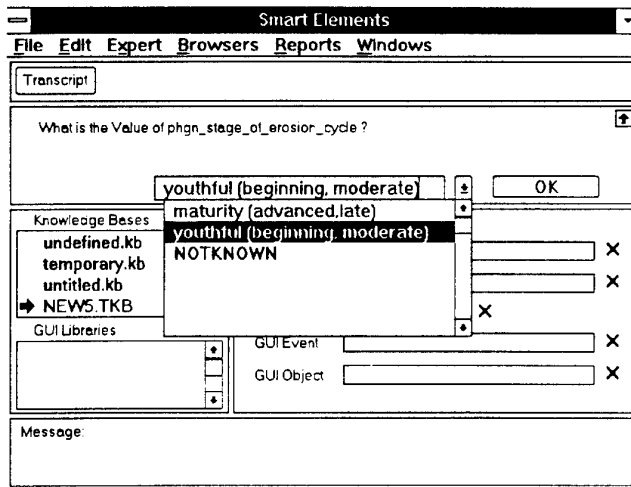 Smart Elements
File Edit Expert Browsers Reports Windows
Transcript
What is the Value of phgn_stage_of_erosion_cycle ?
youthful (beginning, moderate)
OK
maturity (advanced,late)
youthful (beginning, moderate)
NOTKNOWN
Knowledge Bases
undefined.kb
temporary.kb
untitled.kb
NEW5.TKB
GUI Libraries
GUI Event
GUI Object
Message: